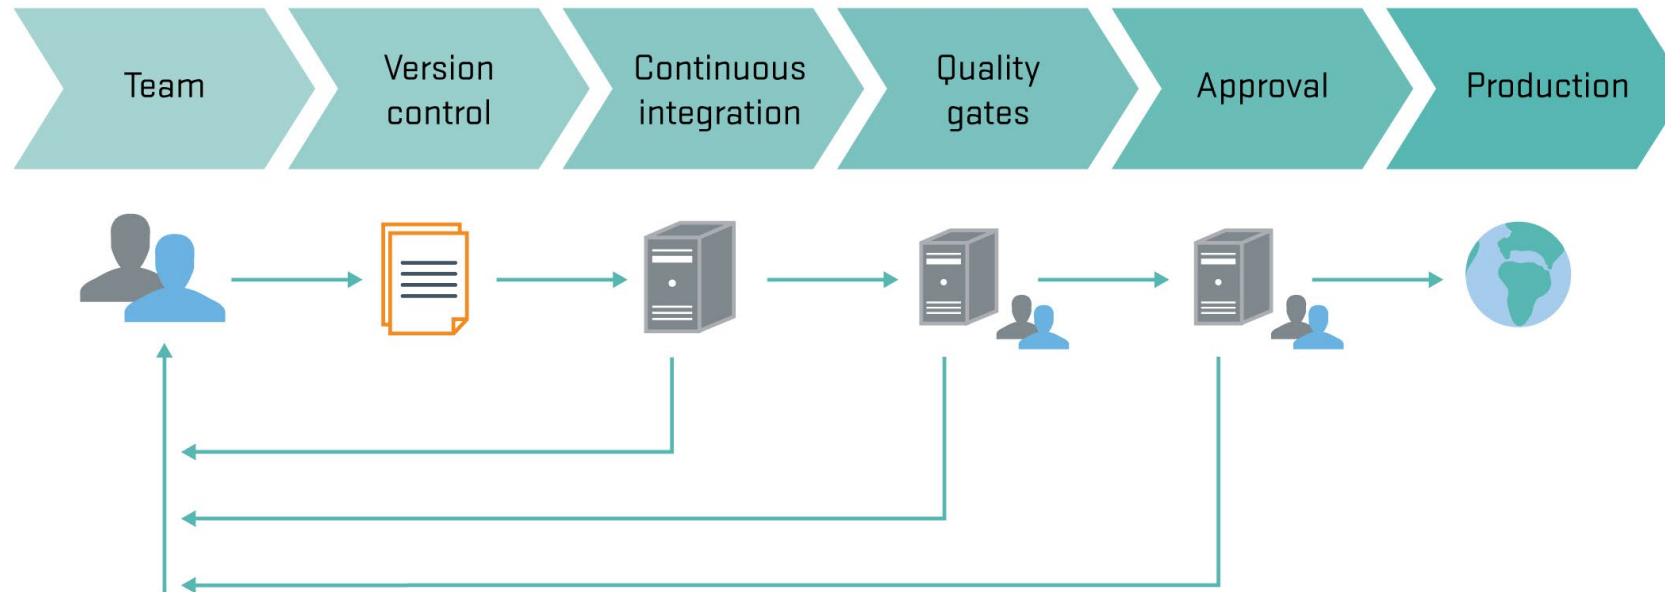 Team
Version
control
Continuous
integration
Quality
gates
Approval
Production